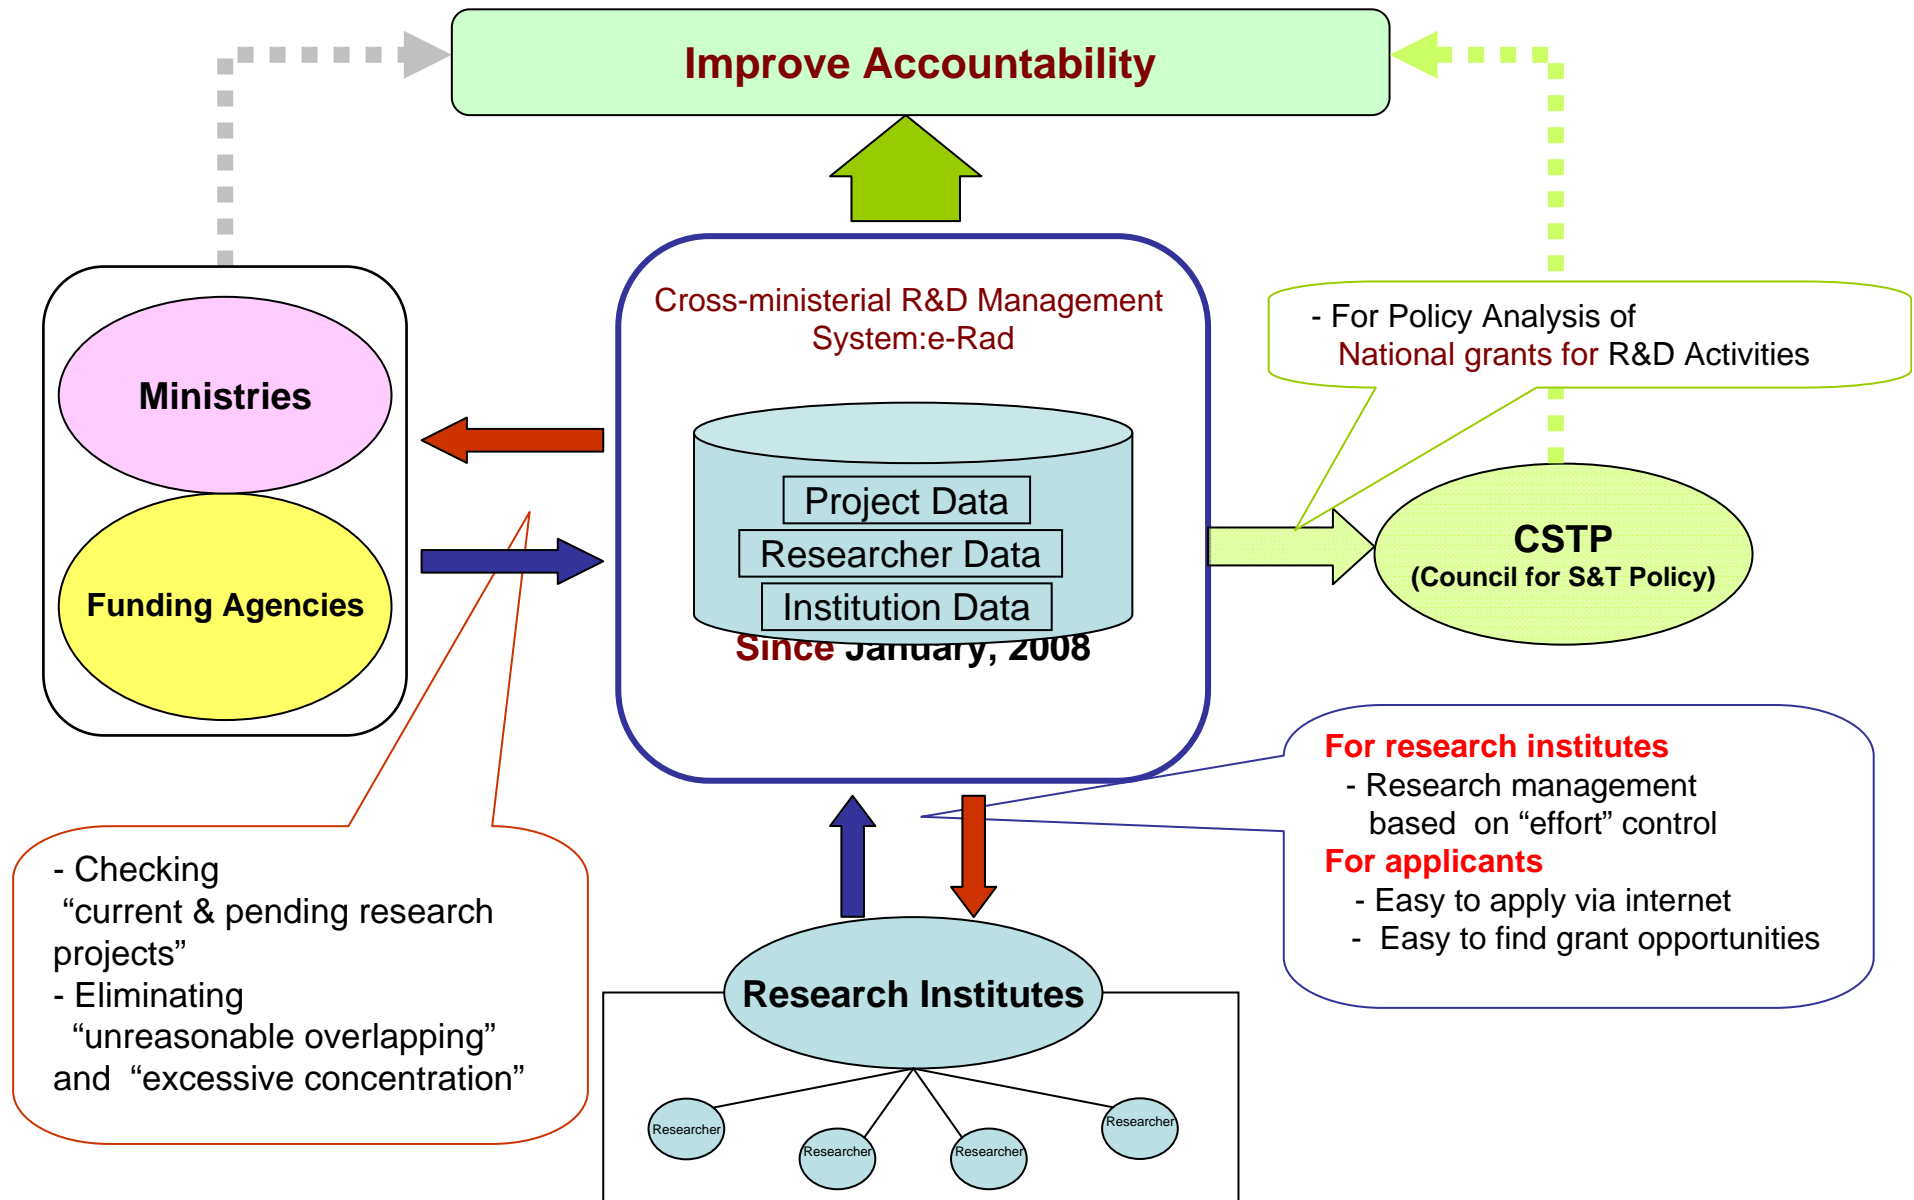 Improve Accountability
Cross-ministerial R&D Management
System:e-Rad
- For Policy Analysis of
National grants for R&D Activities
Ministries
Funding Agencies
Project Data
Researcher Data
Institution Data
Since January, 2008
CSTP
(Council for S&T Policy)
For research institutes
- Research management
based on “effort” control
For applicants
- Easy to apply via internet
- Easy to find grant opportunities
- Checking
“current & pending research
projects”
- Eliminating
“unreasonable overlapping”
and “excessive concentration”
Research Institutes
Researcher
Researcher
Researcher
Researcher